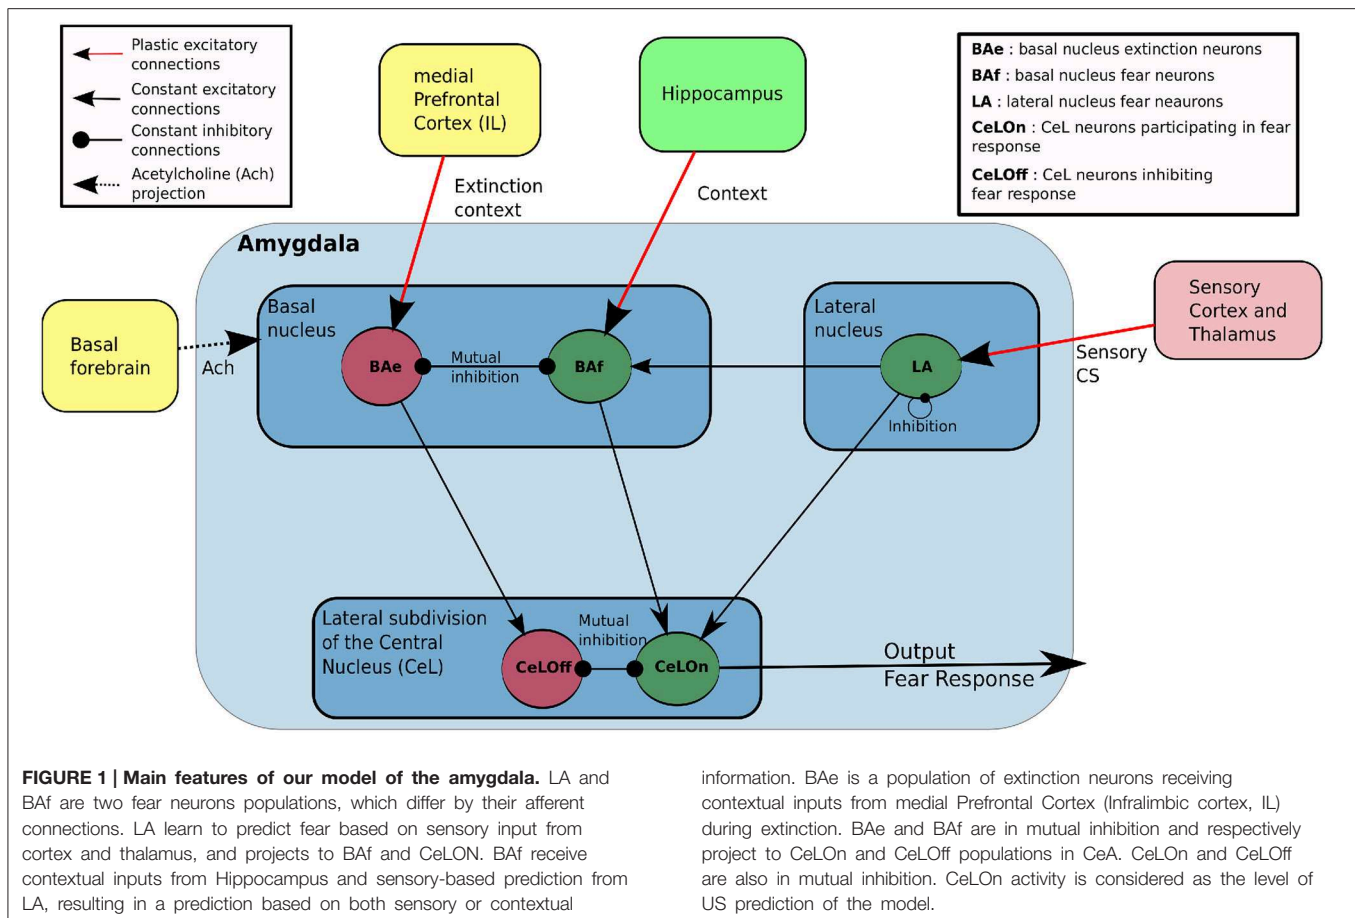 Plastic excitatory
connections
Constant excitatory
connections
Constant inhibitory
connections
Acetylcholine (Ach)
projection
medial
Prefrontal
Cortex (IL)
Hippocampus
BAe : basal nucleus extinction neurons
BAf : basal nucleus fear neurons
LA : lateral nucleus fear neaurons
CeLOn : CeL neurons participating in fear
response
CeLOff : CeL neurons inhibiting
fear response
Extinction
context
Context
Amygdala
Basal
nucleus
Lateral
nucleus
Sensory
Cortex and
Thalamus
Basal
forebrain
Ach
BAe
Mutual
inhibition
BAf
LA
Inhibition
Sensory
CS
Lateral subdivision
of the Central
Nucleus (CeL)
Mutual
inhibition
CeLOff
CeLOn
Output
Fear Response
FIGURE 1 | Main features of our model of the amygdala. LA and
BAf are two fear neurons populations, which differ by their afferent
connections. LA learn to predict fear based on sensory input from
cortex and thalamus, and projects to BAf and CeLON. BAf receive
contextual inputs from Hippocampus and sensory-based prediction from
LA, resulting in a prediction based on both sensory or contextual
information. BAe is a population of extinction neurons receiving
contextual inputs from medial Prefrontal Cortex (Infralimbic cortex, IL)
during extinction. BAe and BAf are in mutual inhibition and respectively
project to CeLOn and CeLOff populations in CeA. CeLOn and CeLOff
are also in mutual inhibition. CeLOn activity is considered as the level of
US prediction of the model.